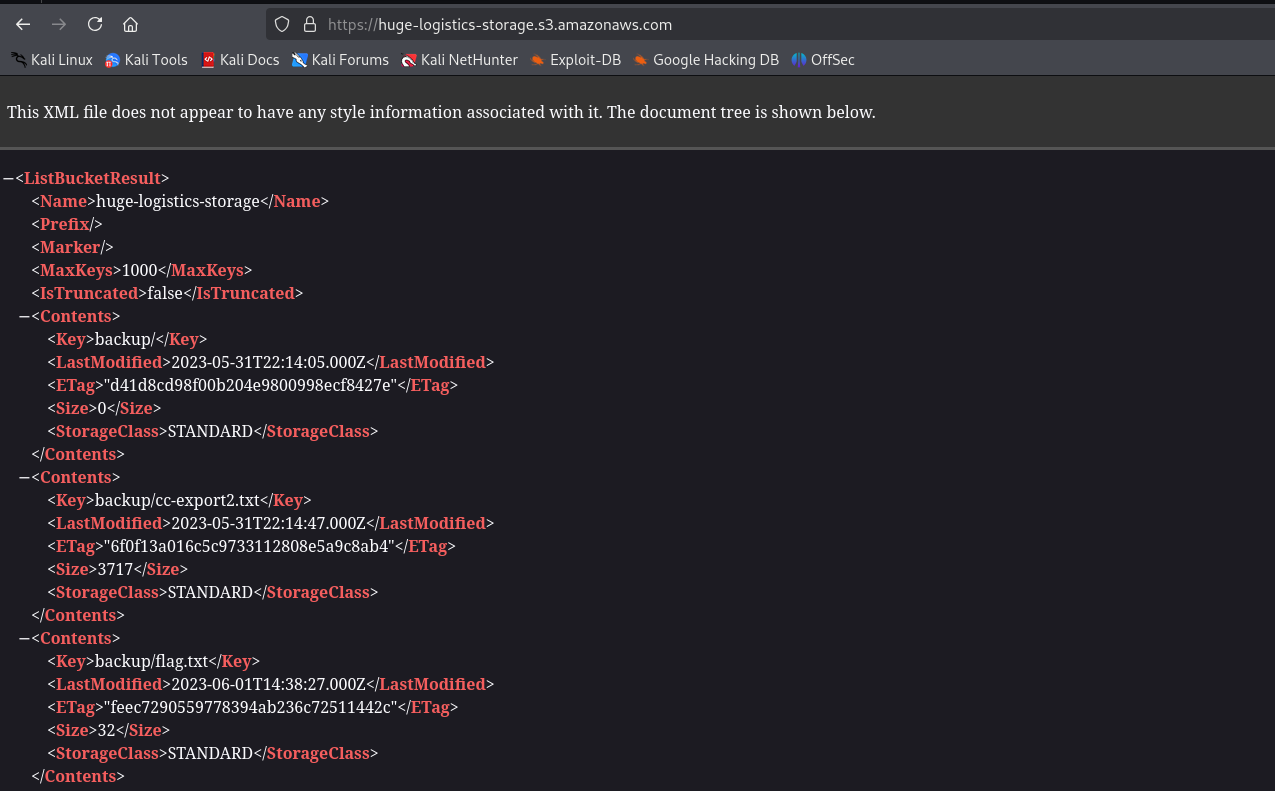 https://huge-logistics-storage.s3.amazonaws.com
Kali Linux Kali Tools Kali Docs Kali Forums Kali NetHunter Exploit-DB Google Hacking DB OffSec
This XML file does not appear to have any style information associated with it. The document tree is shown below.
—<ListBucketResult>
<Name>huge-logistics-storage</Name>
<Prefix/>
<Marker/>
<MaxKeys>1000</MaxKeys>
<IsTruncated>false</IsTruncated>
—<Contents>
<Key>backup/</Key>
<LastModified>2023-05-31T22:14:05.000Z</LastModified>
<ETag>"d41d8cd98f00b204e9800998ecf8427e"</ETag>
<Size>0</Size>
<StorageClass>STANDARD</StorageClass>
</Contents>
—<Contents>
<Key>backup/cc-export2.txt</Key>
<LastModified>2023-05-31T22:14:47.000Z</LastModified>
<ETag>"6f0f13a016c5c9733112808e5a9c8ab4"</ETag>
<Size>3717</Size>
<StorageClass>STANDARD</StorageClass>
</Contents>
—<Contents>
<Key>backup/flag.txt</Key>
<LastModified>2023-06-01T14:38:27.000Z</LastModified>
<ETag>"feec7290559778394ab236c72511442c"</ETag>
<Size>32</Size>
<StorageClass>STANDARD</StorageClass>
</Contents>